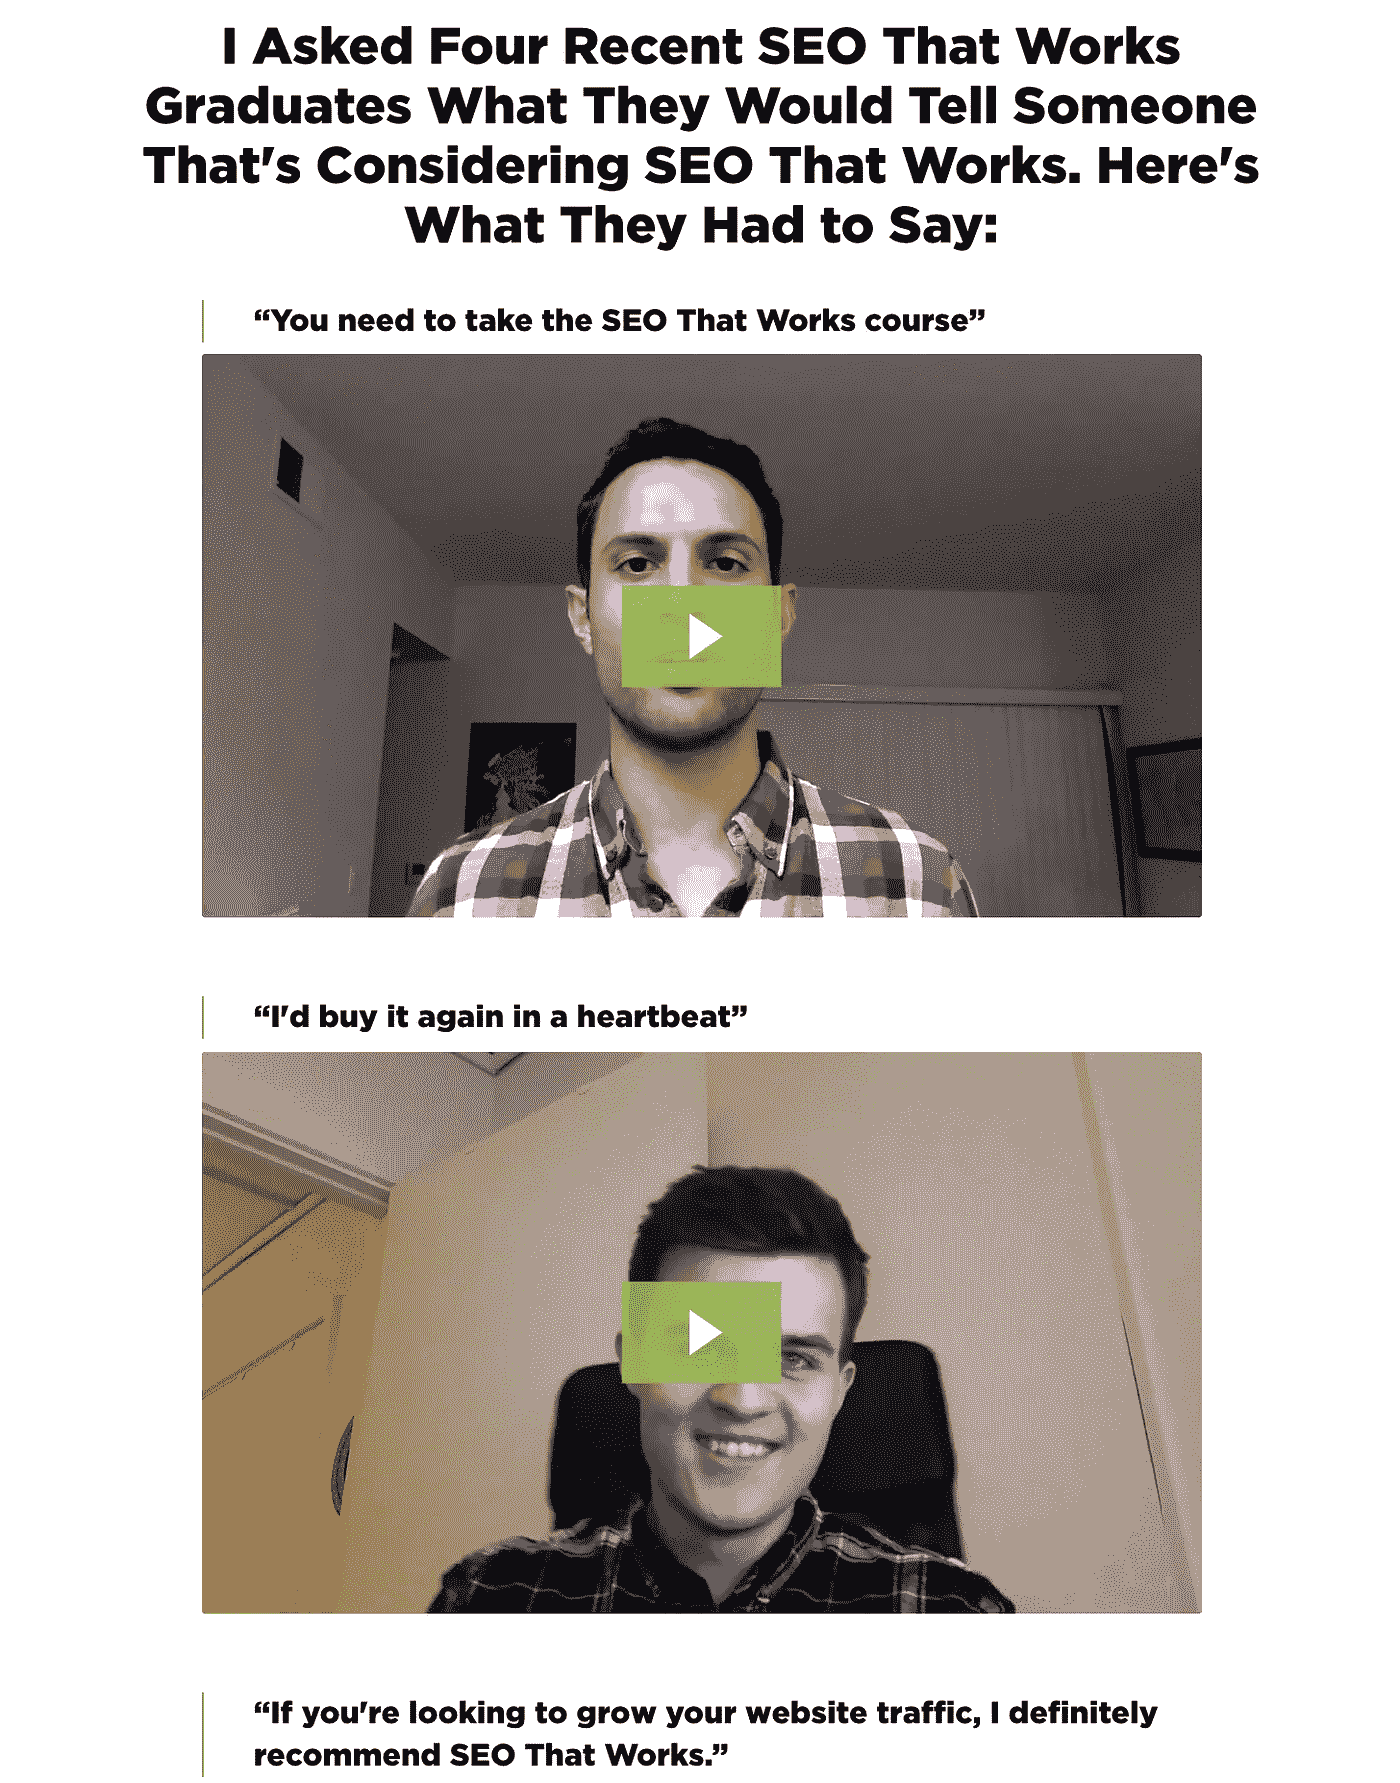 I Asked Four Recent SEO That Works
Graduates What They Would Tell Someone
That's Considering SEO That Works. Here's
What They Had to Say:
“You need to take the SEO That Works course”
“I'd buy it again in a heartbeat”
“If you're looking to grow your website traffic, I definitely
recommend SEO That Works.”